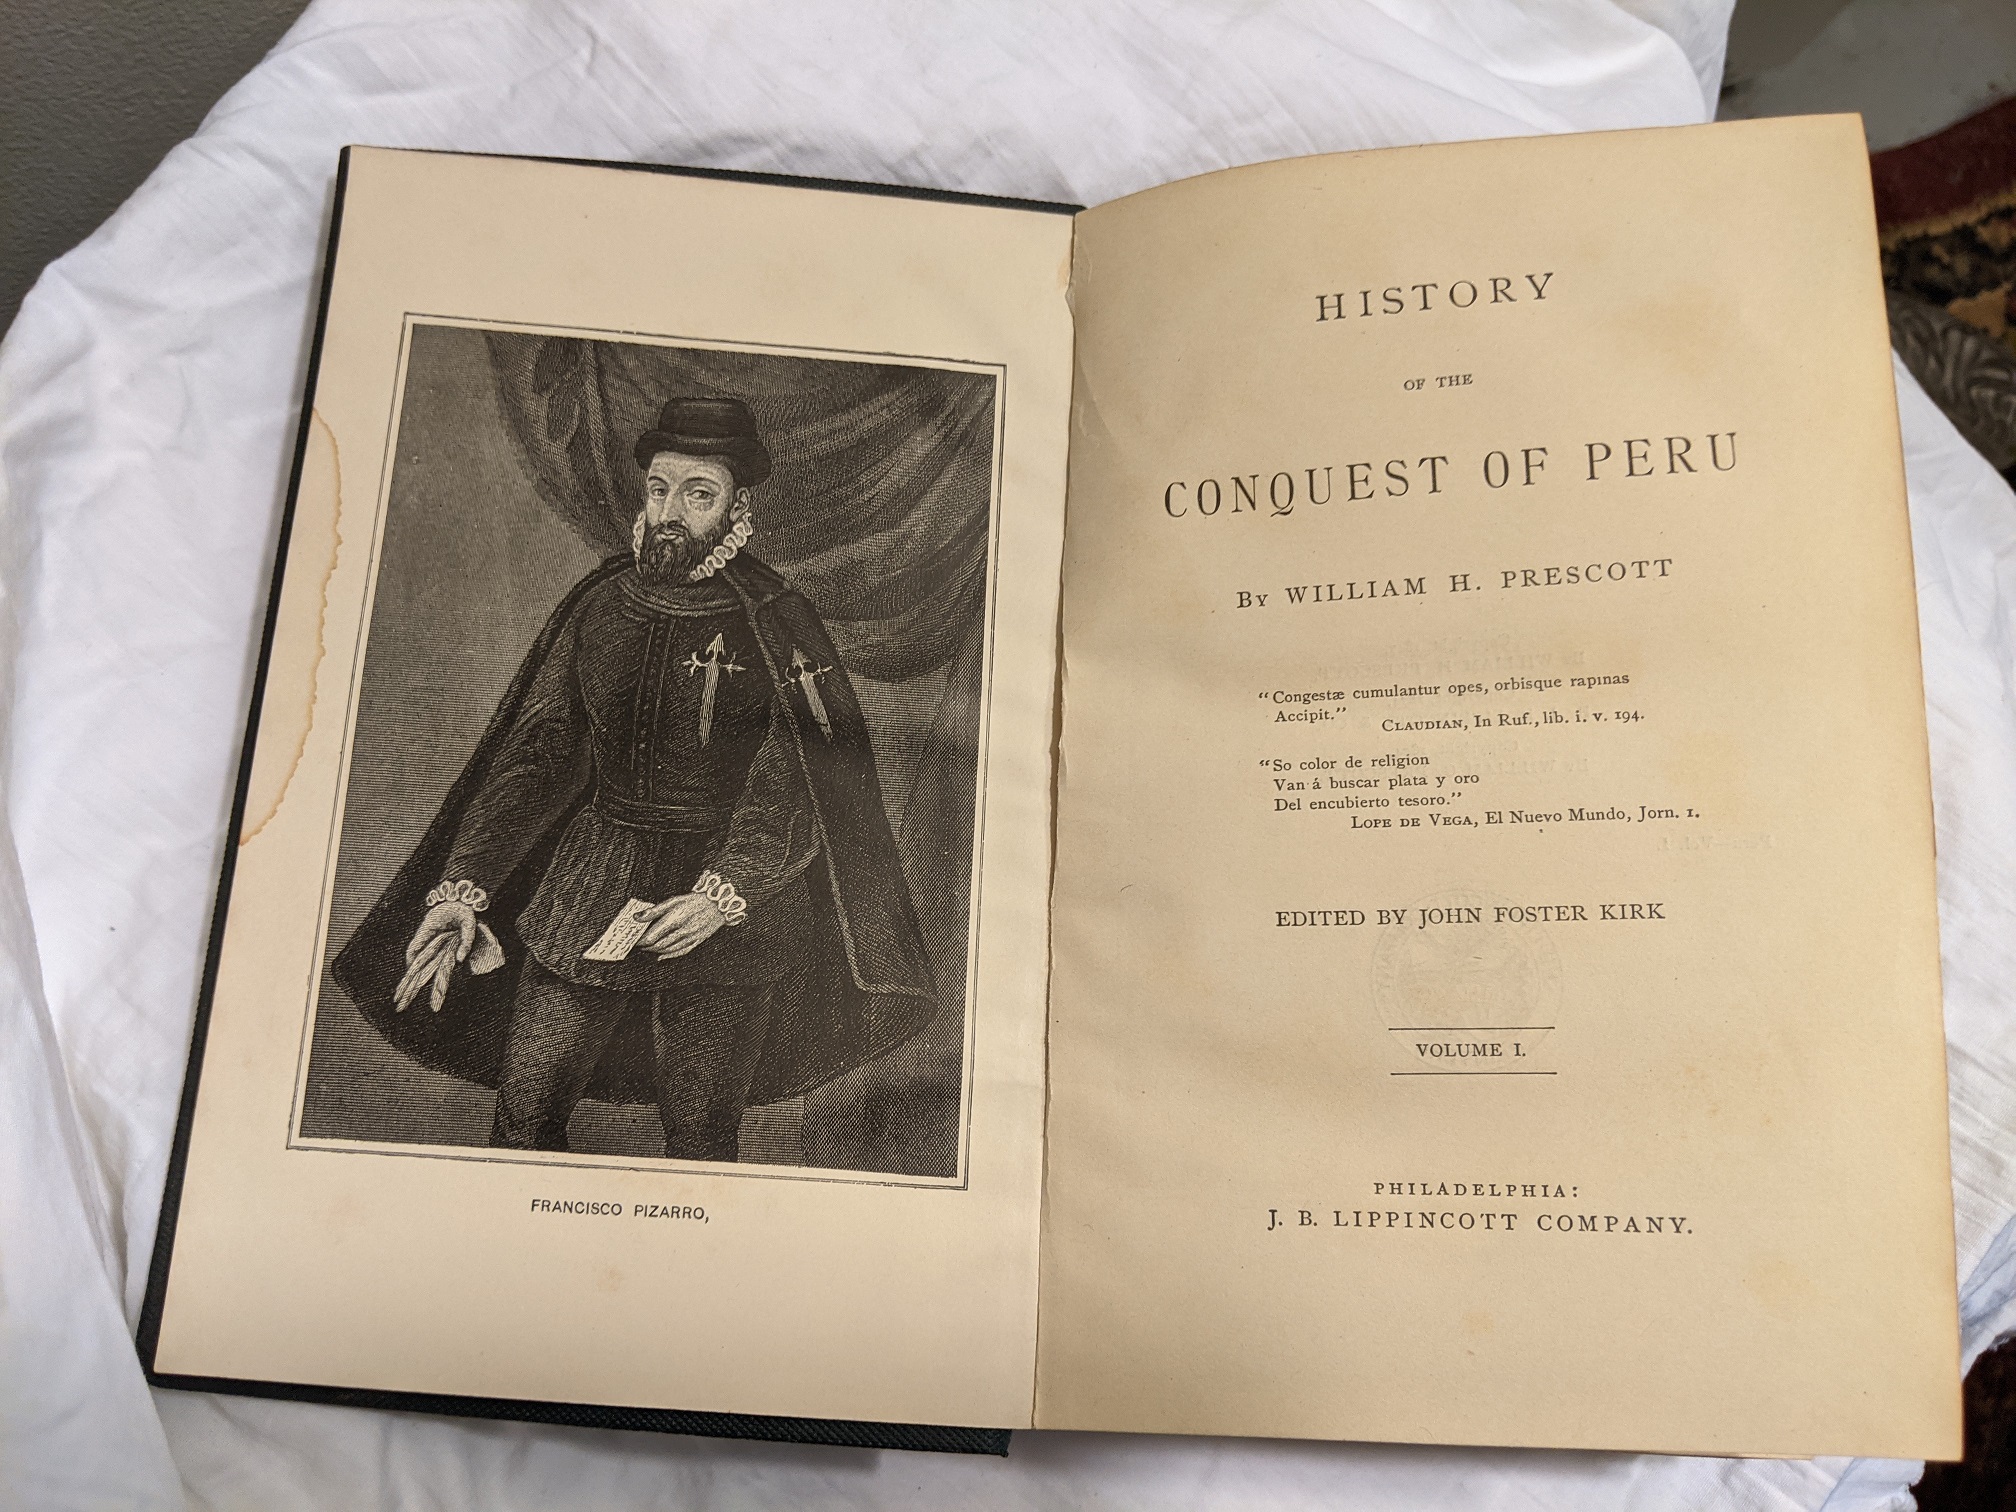 FRANCISCO PIZARRO,
HISTORY
OF THE
CONQUEST OF PERU
BY WILLIAM H. PRESCOTT
“Congestæ cumulantur opes, orbisque rapinas
Accipit.”
CLAUDIAN, In Ruf., lib. i. v. 194.
“So color de religion
Van á buscar plata y oro
Del encubierto tesoro.”
LOPE DE VEGA, El Nuevo Mundo, Jorn. 1.
EDITED BY JOHN FOSTER KIRK
VOLUME I.
PHILADELPHIA:
J. B. LIPPINCOTT COMPANY.